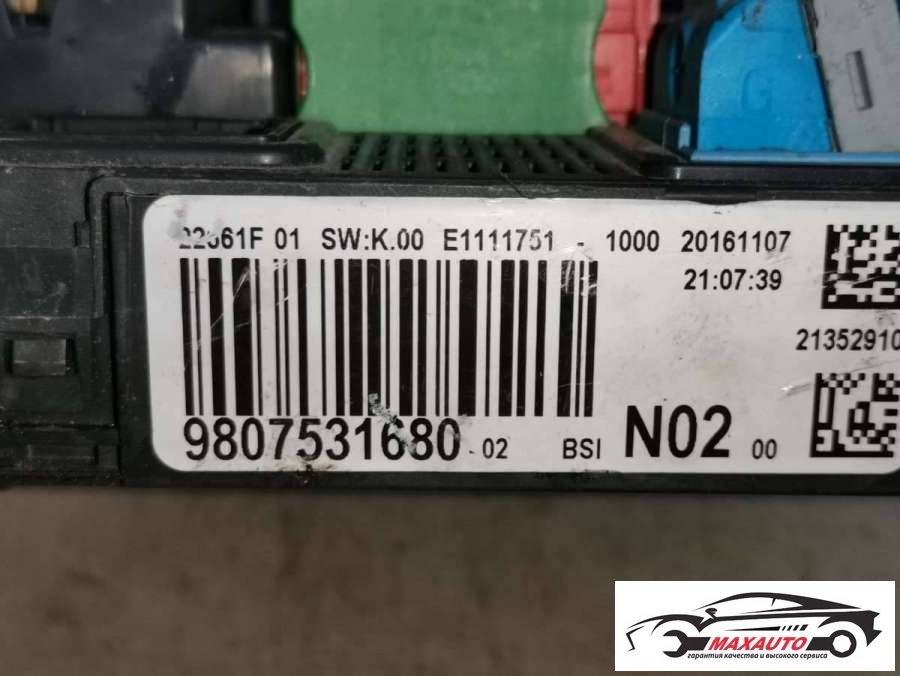 01 SW:K.00 E1111751 - 1000 20161107
21:07:39
21352910
9807531680 - 02 BSI N02 00
G
MAXAUTO
гарантия качества и высокого сервиса